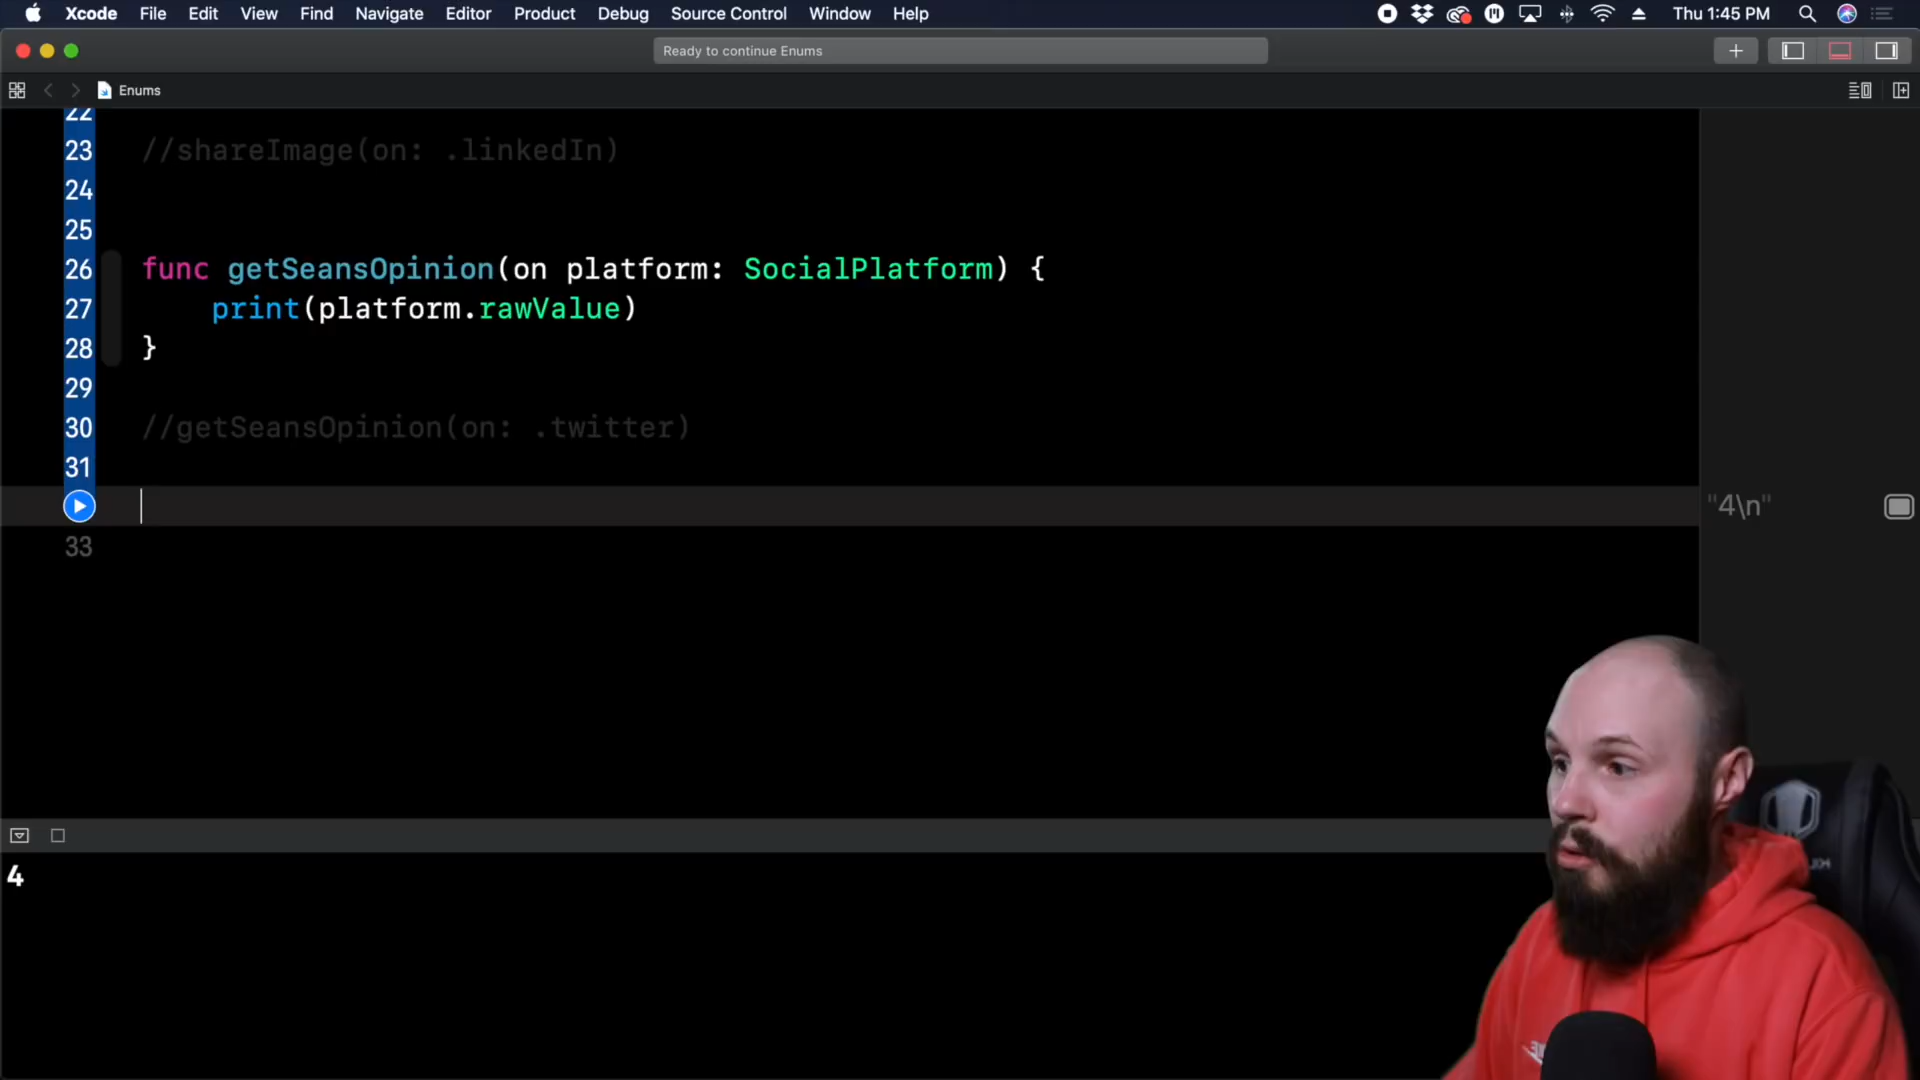 Xcode File Edit View Find Navigate Editor Product Debug Source Control Window Help Thu 1:45 PM
Ready to continue Enums
Enums
22
23 //shareImage(on: .linkedIn)
24
25
26 func getSeansOpinion(on platform: SocialPlatform) {
27 print(platform.rawValue)
28 }
29
30 //getSeansOpinion(on: .twitter)
31
"4\n"
33
4